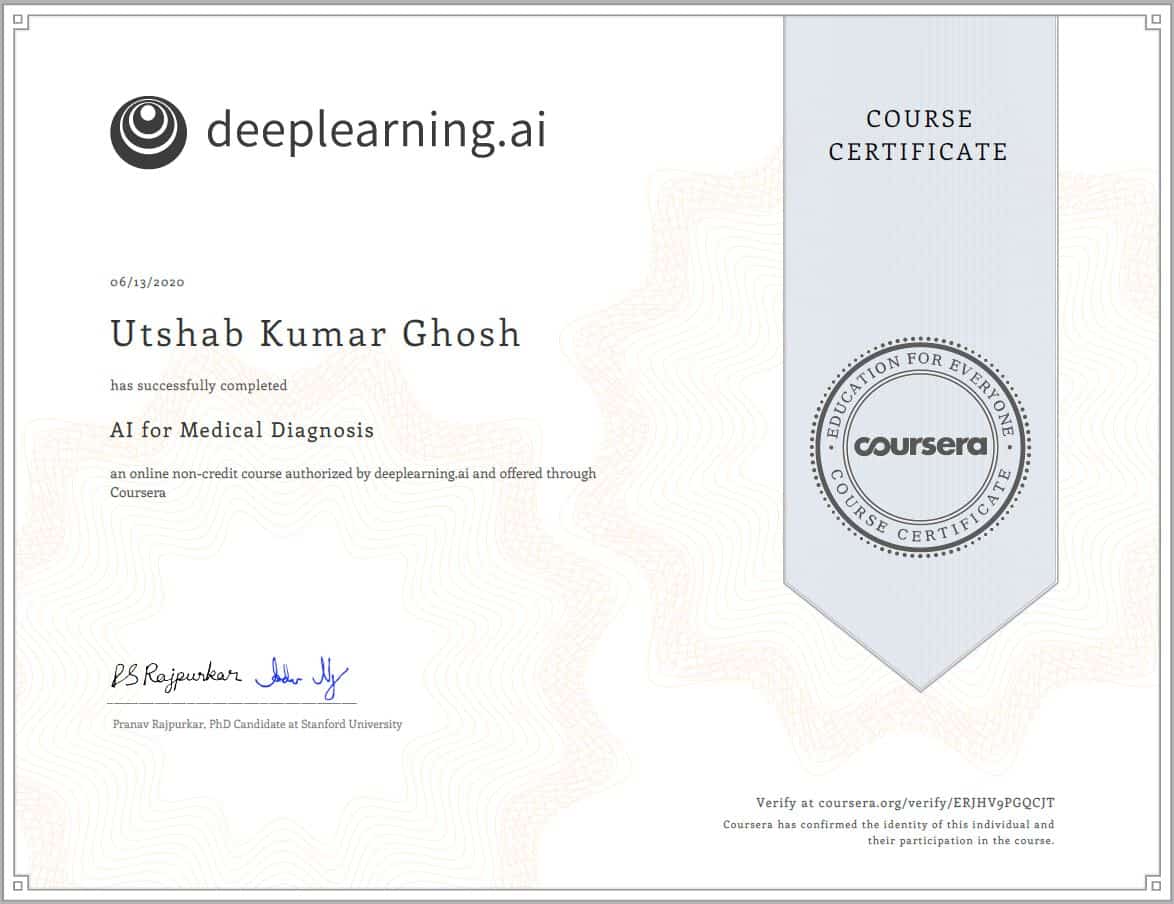 deeplearning.ai
COURSE
CERTIFICATE
06/13/2020
Utshab Kumar Ghosh
has successfully completed
AI for Medical Diagnosis
an online non-credit course authorized by deeplearning.ai and offered through
Coursera
EDUCATION FOR EVERYONE
coursera
COURSE CERTIFICATE
PS Rajpurkar
Pranav Rajpurkar, PhD Candidate at Stanford University
Verify at coursera.org/verify/ERJHV9PGQCJT
Coursera has confirmed the identity of this individual and
their participation in the course.